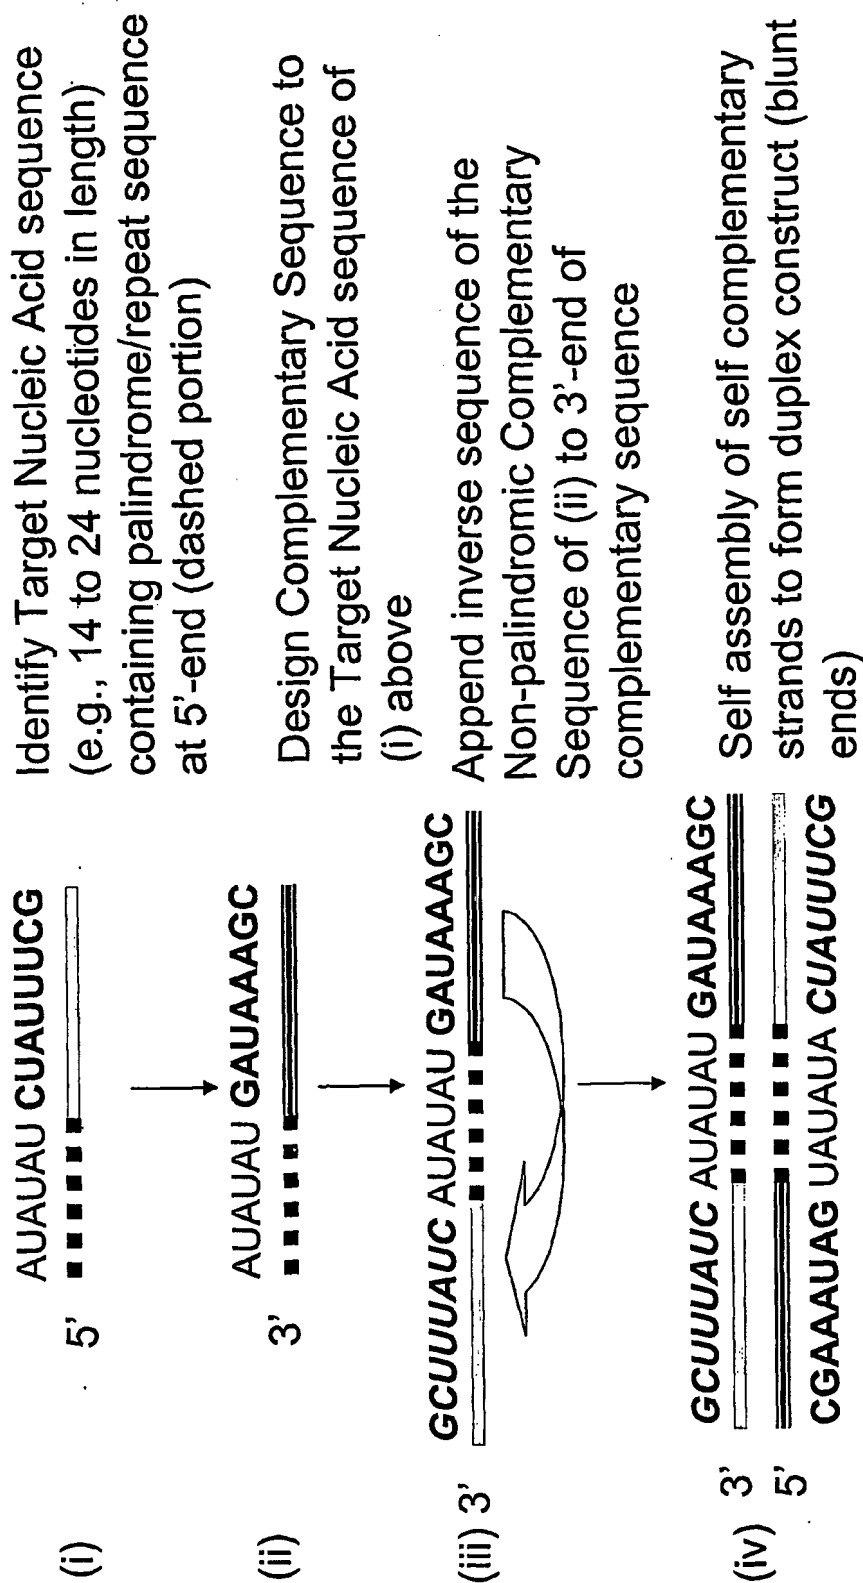 (i)
AUAUAU CUAUUUCG
5'
Identify Target Nucleic Acid sequence
(e.g., 14 to 24 nucleotides in length)
containing palindrome/repeat sequence
at 5'-end (dashed portion)
(ii)
AUAUAU GAUAAAGC
3'
Design Complementary Sequence to
the Target Nucleic Acid sequence of
(i) above
GCUUUAUC AUAUAU GAUAAAGC
(iii) 3'
Append inverse sequence of the
Non-palindromic Complementary
Sequence of (ii) to 3'-end of
complementary sequence
GCUUUAUC AUAUAU GAUAAAGC
(iv) 3'
5'
CGAAAUAG UAUAUA CUAUUUCG
Self assembly of self complementary
strands to form duplex construct (blunt
ends)